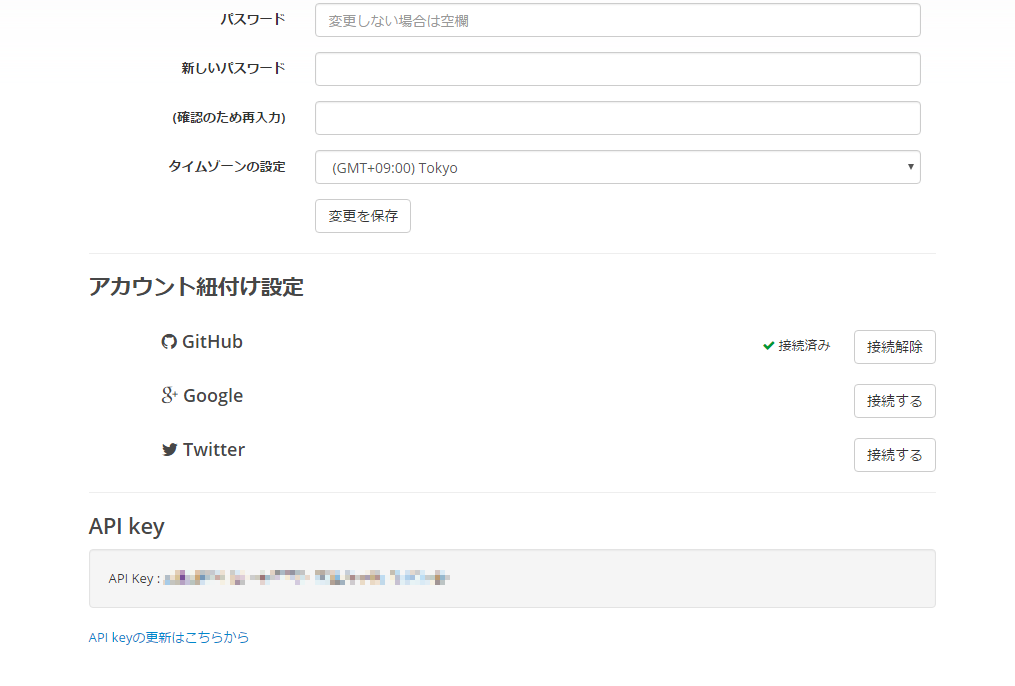 パスワード 変更しない場合は空欄
新しいパスワード
(確認のため再入力)
タイムゾーンの設定 (GMT+09:00) Tokyo
変更を保存
アカウント紐付け設定
GitHub 接続済み 接続解除
Google 接続する
Twitter 接続する
API key
API Key :
API keyの更新はこちらから